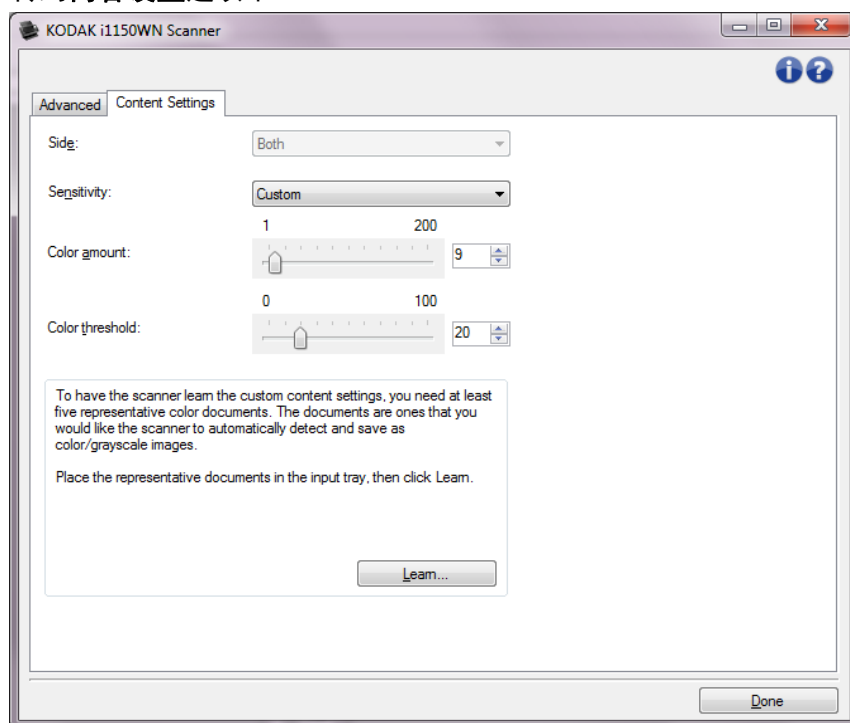 KODAK i1150WN Scanner
Advanced
Content Settings
Side:
Both
Sensitivity:
Custom
1 200
Color amount:
9
0 100
Color threshold:
20
To have the scanner learn the custom content settings, you need at least
five representative color documents. The documents are ones that you
would like the scanner to automatically detect and save as
color/grayscale images.
Place the representative documents in the input tray, then click Learn.
Learn...
Done